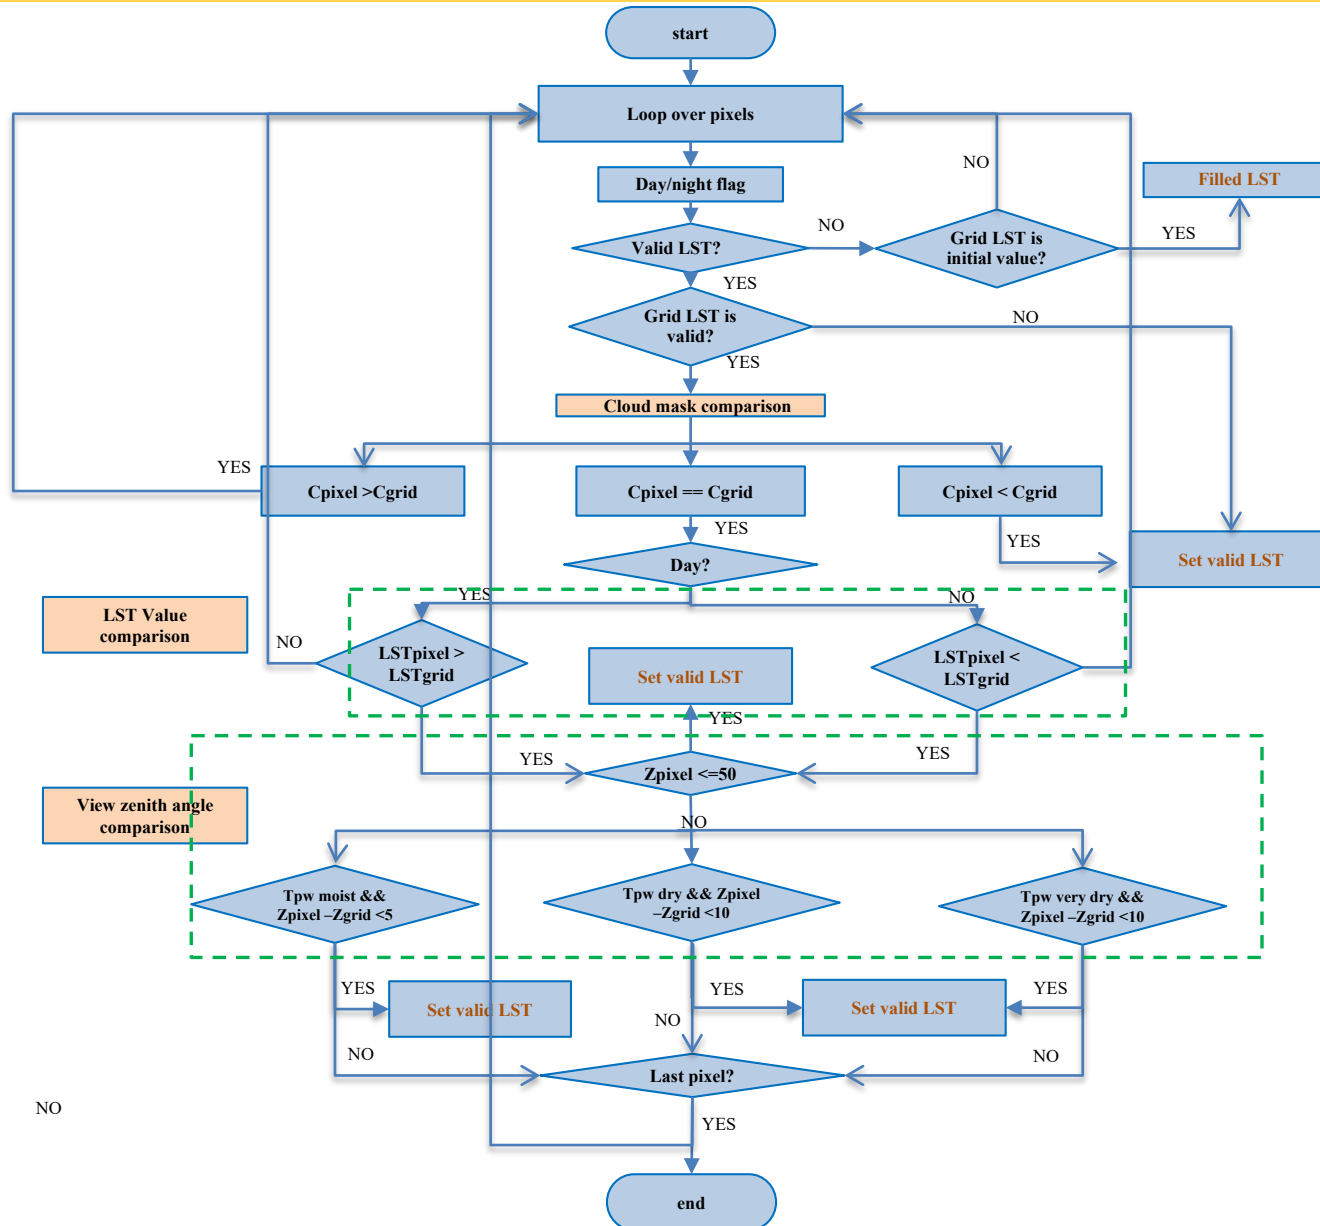 start
Loop over pixels
NO
Day/night flag
Filled LST
NO
Valid LST?
Grid LST is
initial value?
YES
YES
Grid LST is
valid?
NO
YES
Cloud mask comparison
YES
Cpixel >Cgrid
Cpixel == Cgrid
Cpixel < Cgrid
YES
YES
Day?
Set valid LST
YES
NO
LST Value
comparison
NO
LSTpixel >
LSTgrid
Set valid LST
LSTpixel <
LSTgrid
YES
YES
YES
Zpixel <=50
View zenith angle
comparison
NO
Tpw moist &&
Zpixel –Zgrid <5
Tpw dry && Zpixel
–Zgrid <10
Tpw very dry &&
Zpixel –Zgrid <10
YES
YES
YES
Set valid LST
Set valid LST
NO
NO
NO
Last pixel?
NO
YES
end